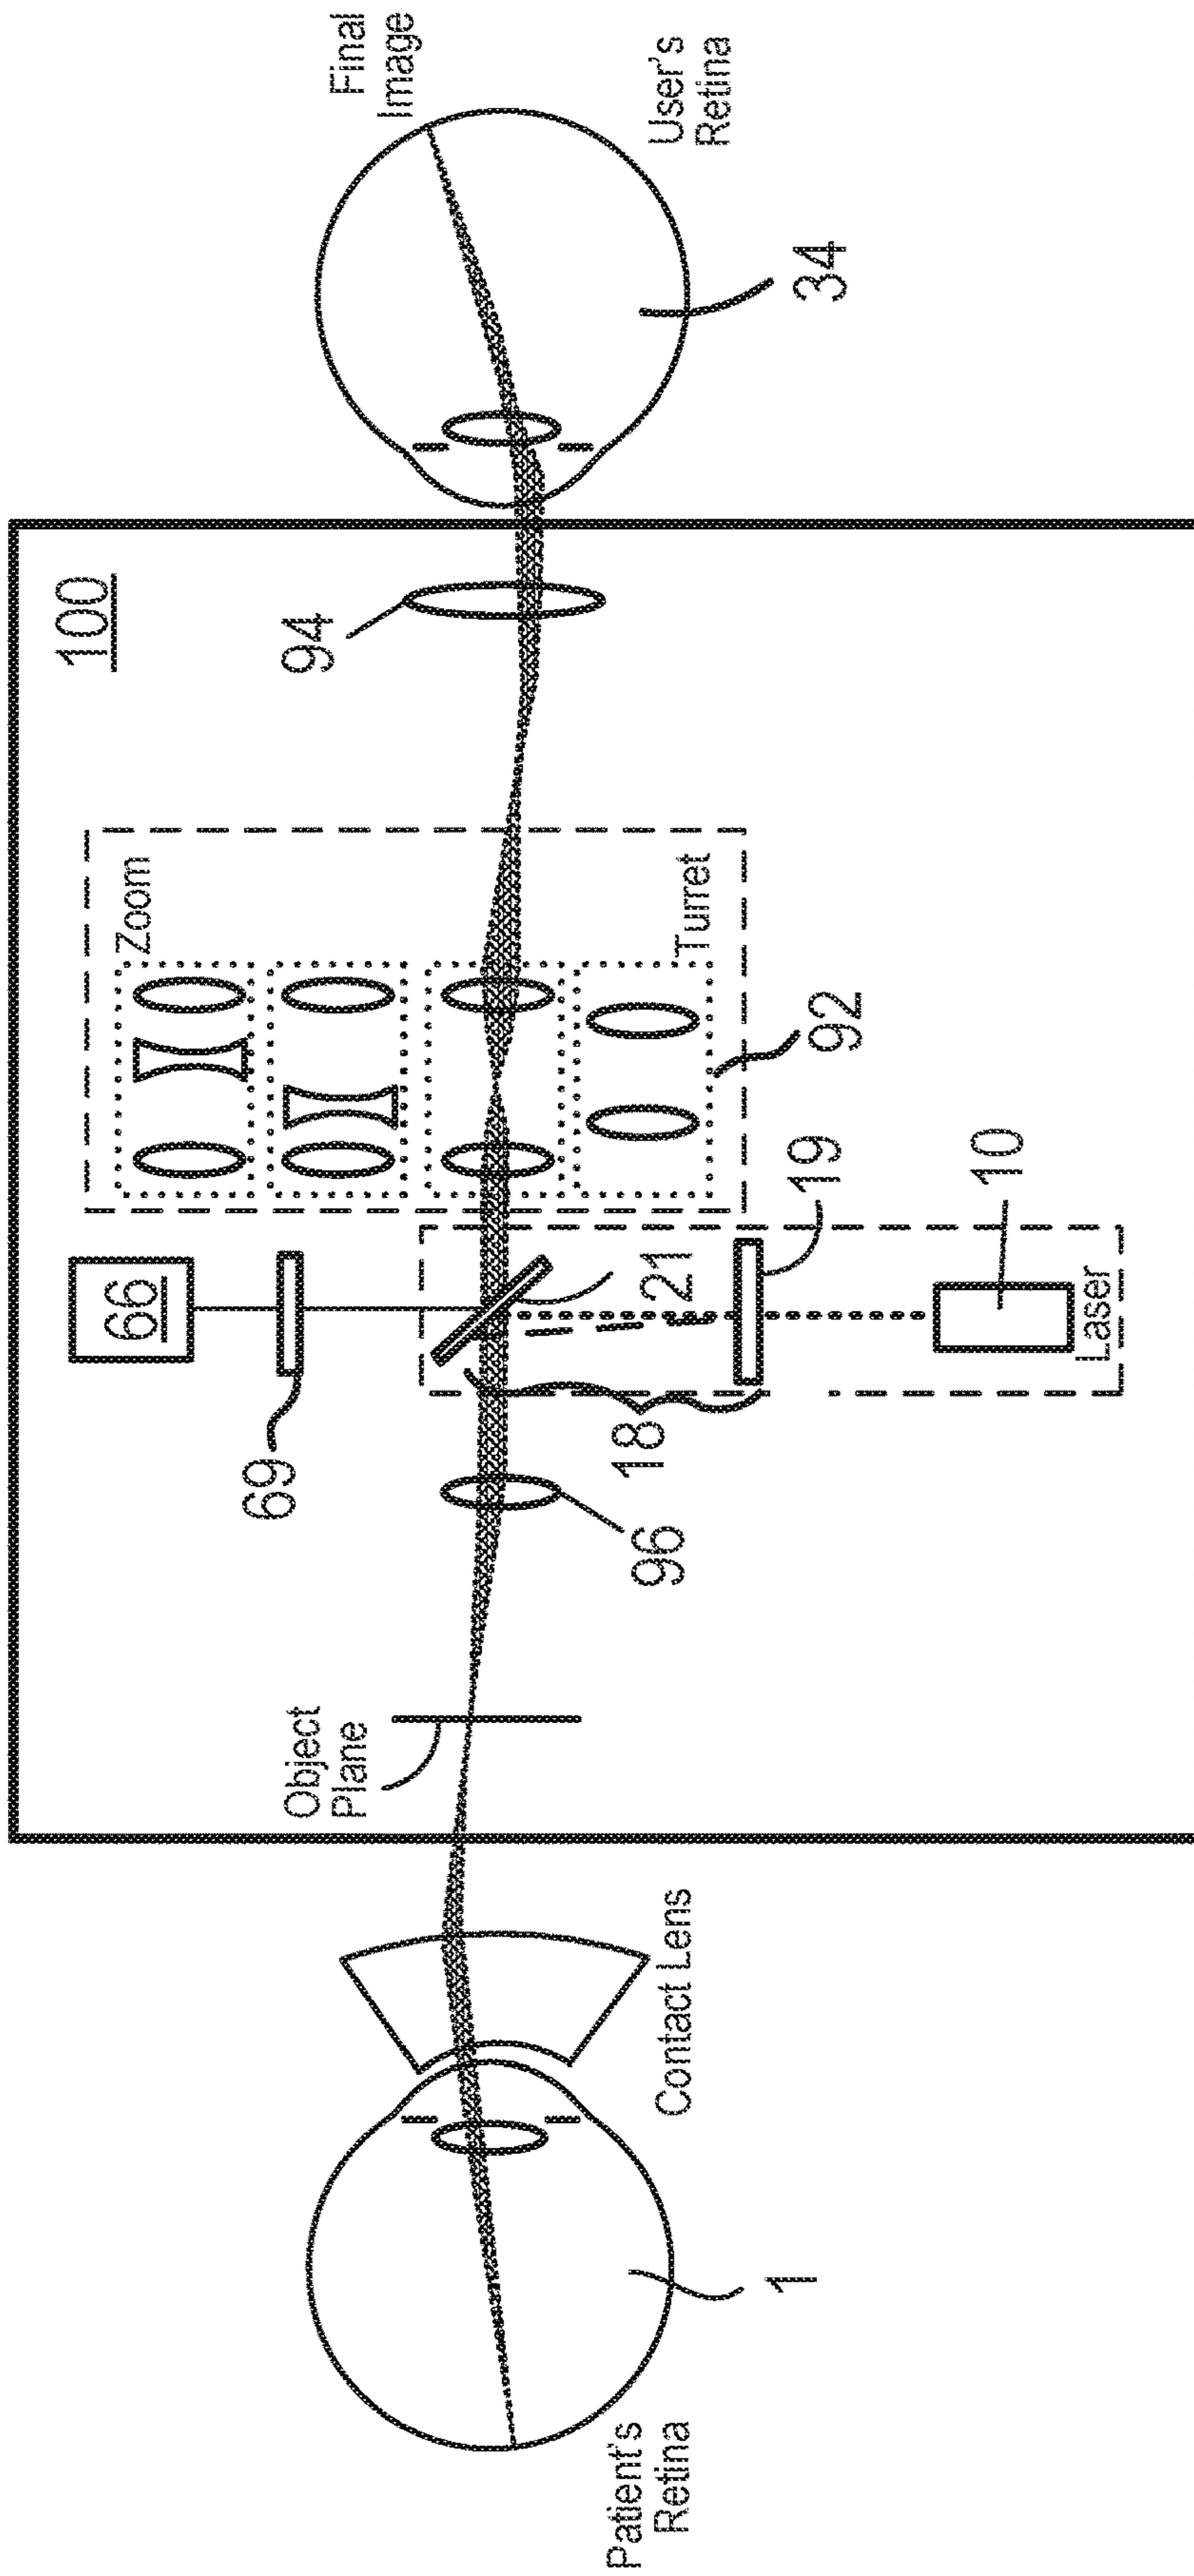 Final
Image
User's
Retina
34
100
94
Zoom
Turret
92
66
69
21
19
10
Laser
18
96
Object
Plane
Contact Lens
1
Patient's
Retina